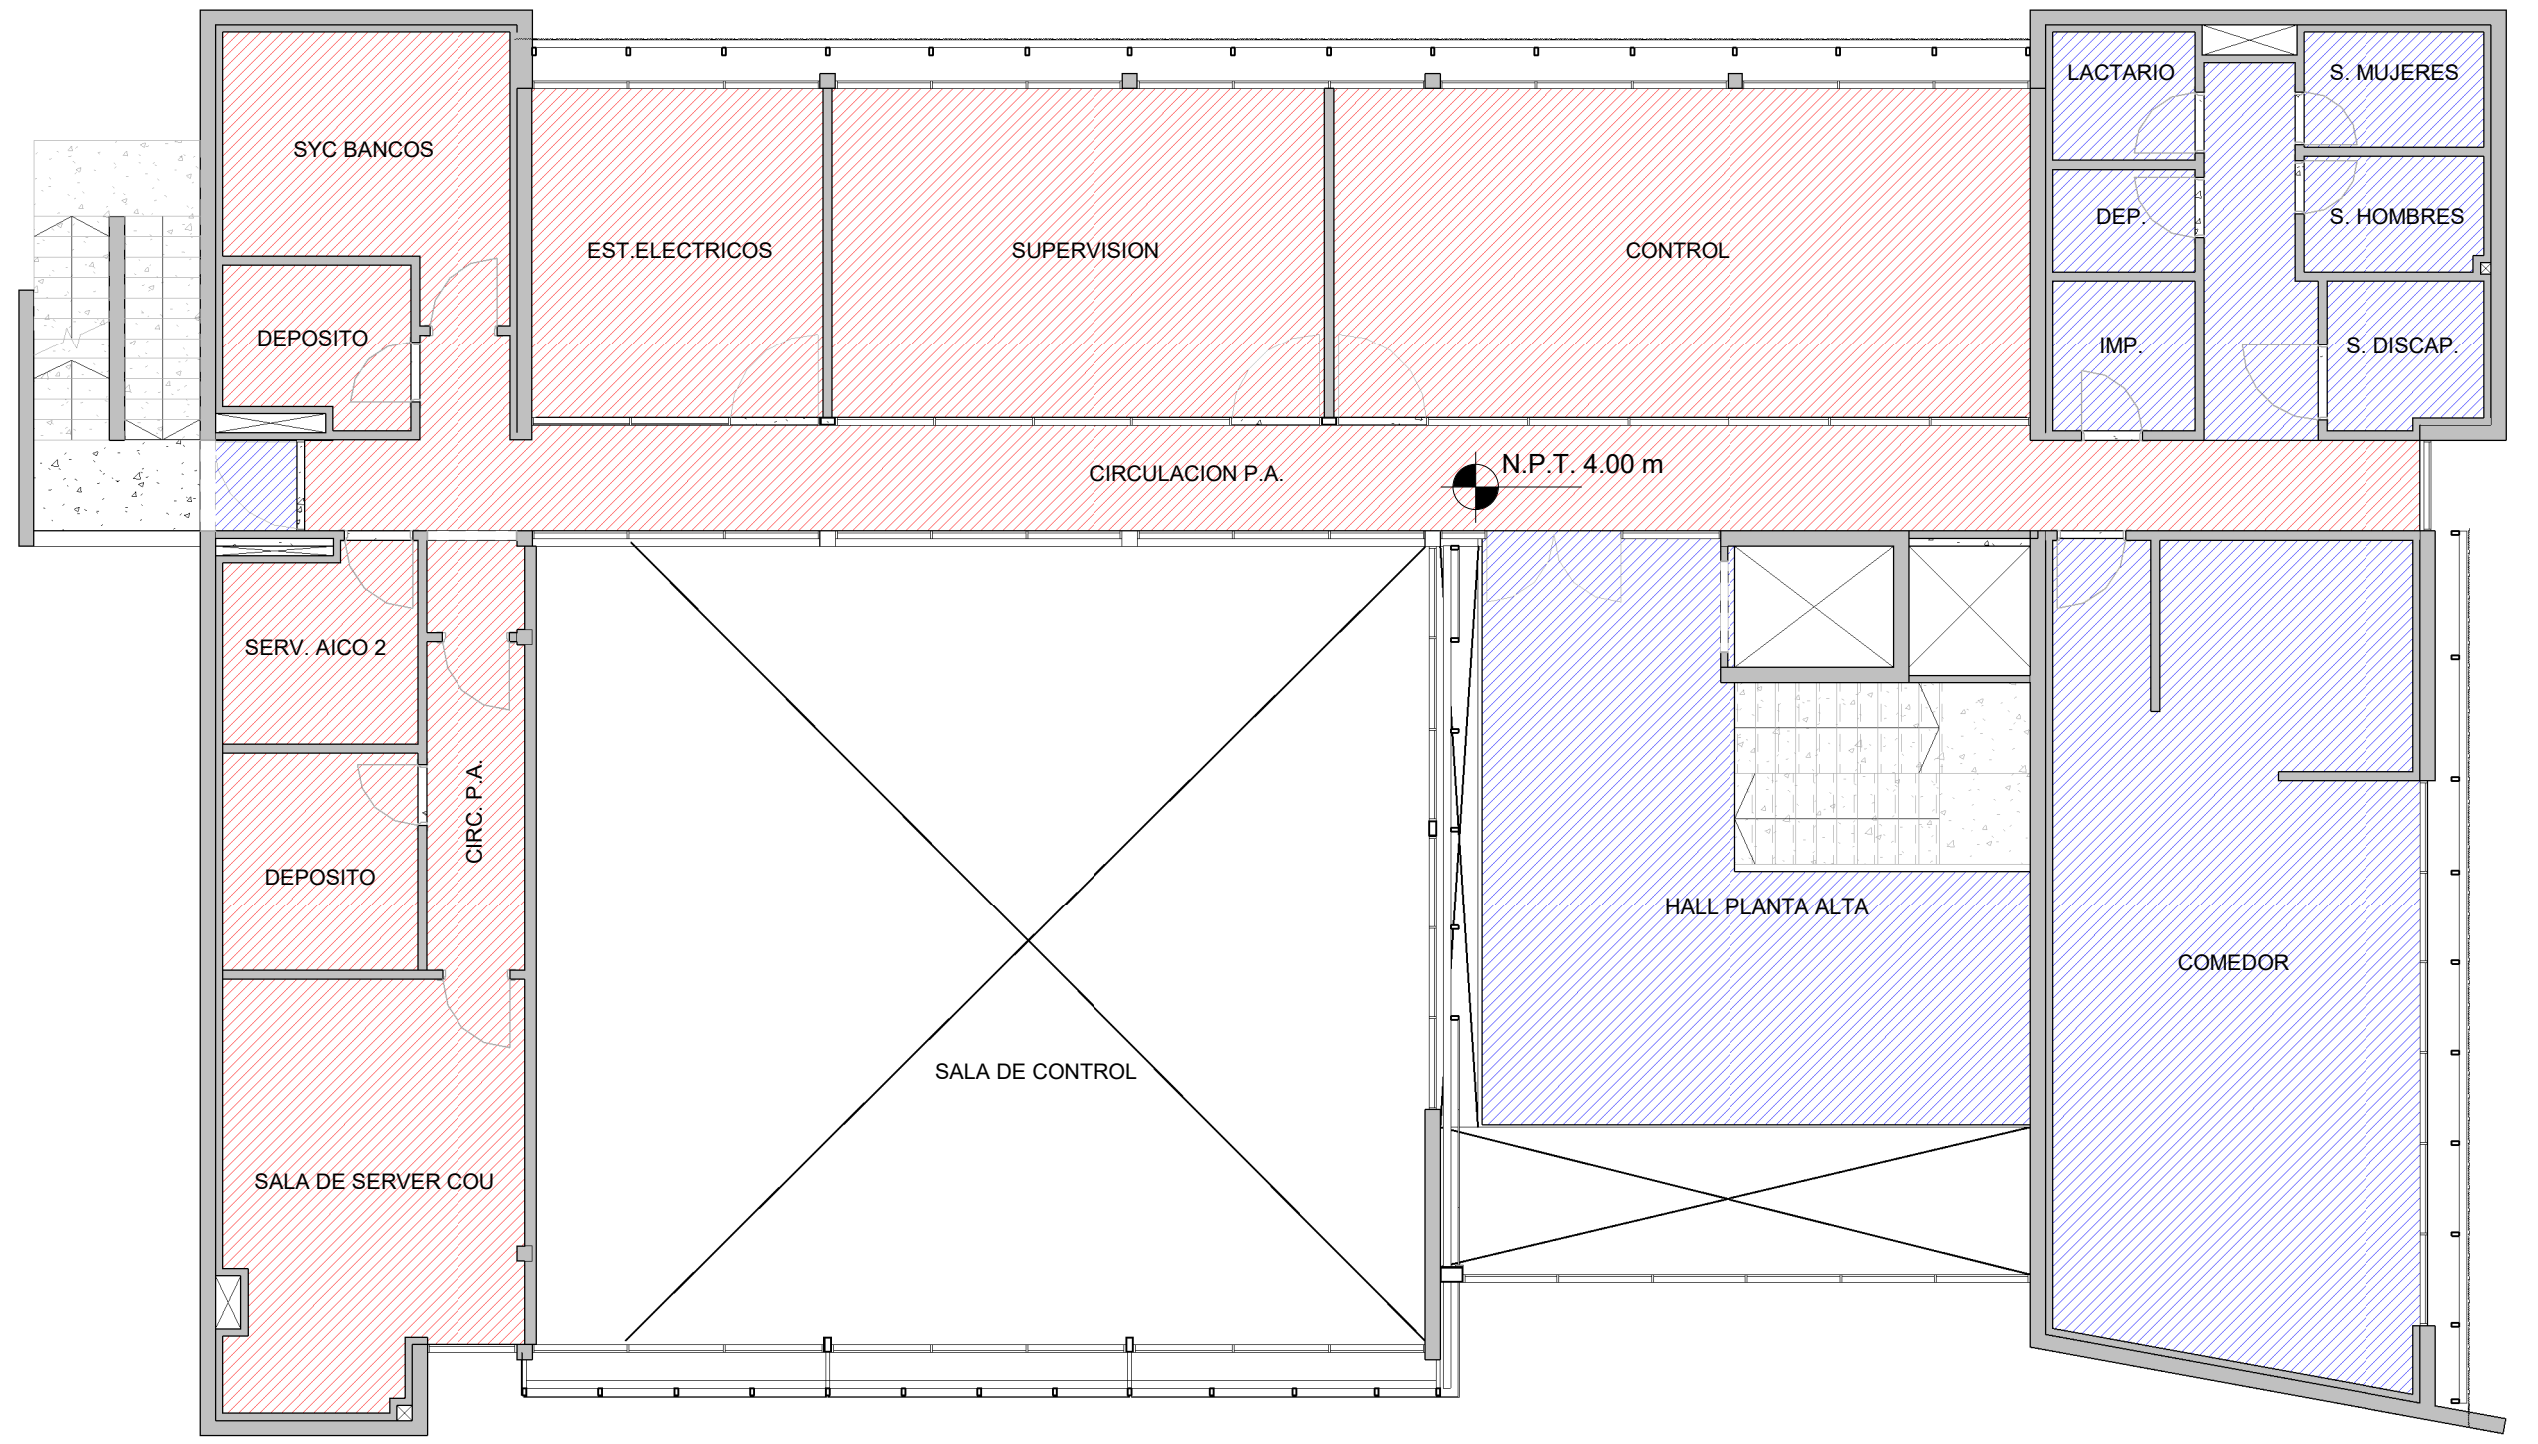 LACTARIO
S. MUJERES
SYC BANCOS
DEP.
S. HOMBRES
EST.ELECTRICOS
SUPERVISION
CONTROL
DEPOSITO
IMP.
S. DISCAP.
CIRCULACION P.A.
N.P.T. 4.00 m
SERV. AICO 2
CIRC. P.A.
DEPOSITO
HALL PLANTA ALTA
COMEDOR
SALA DE CONTROL
SALA DE SERVER COU